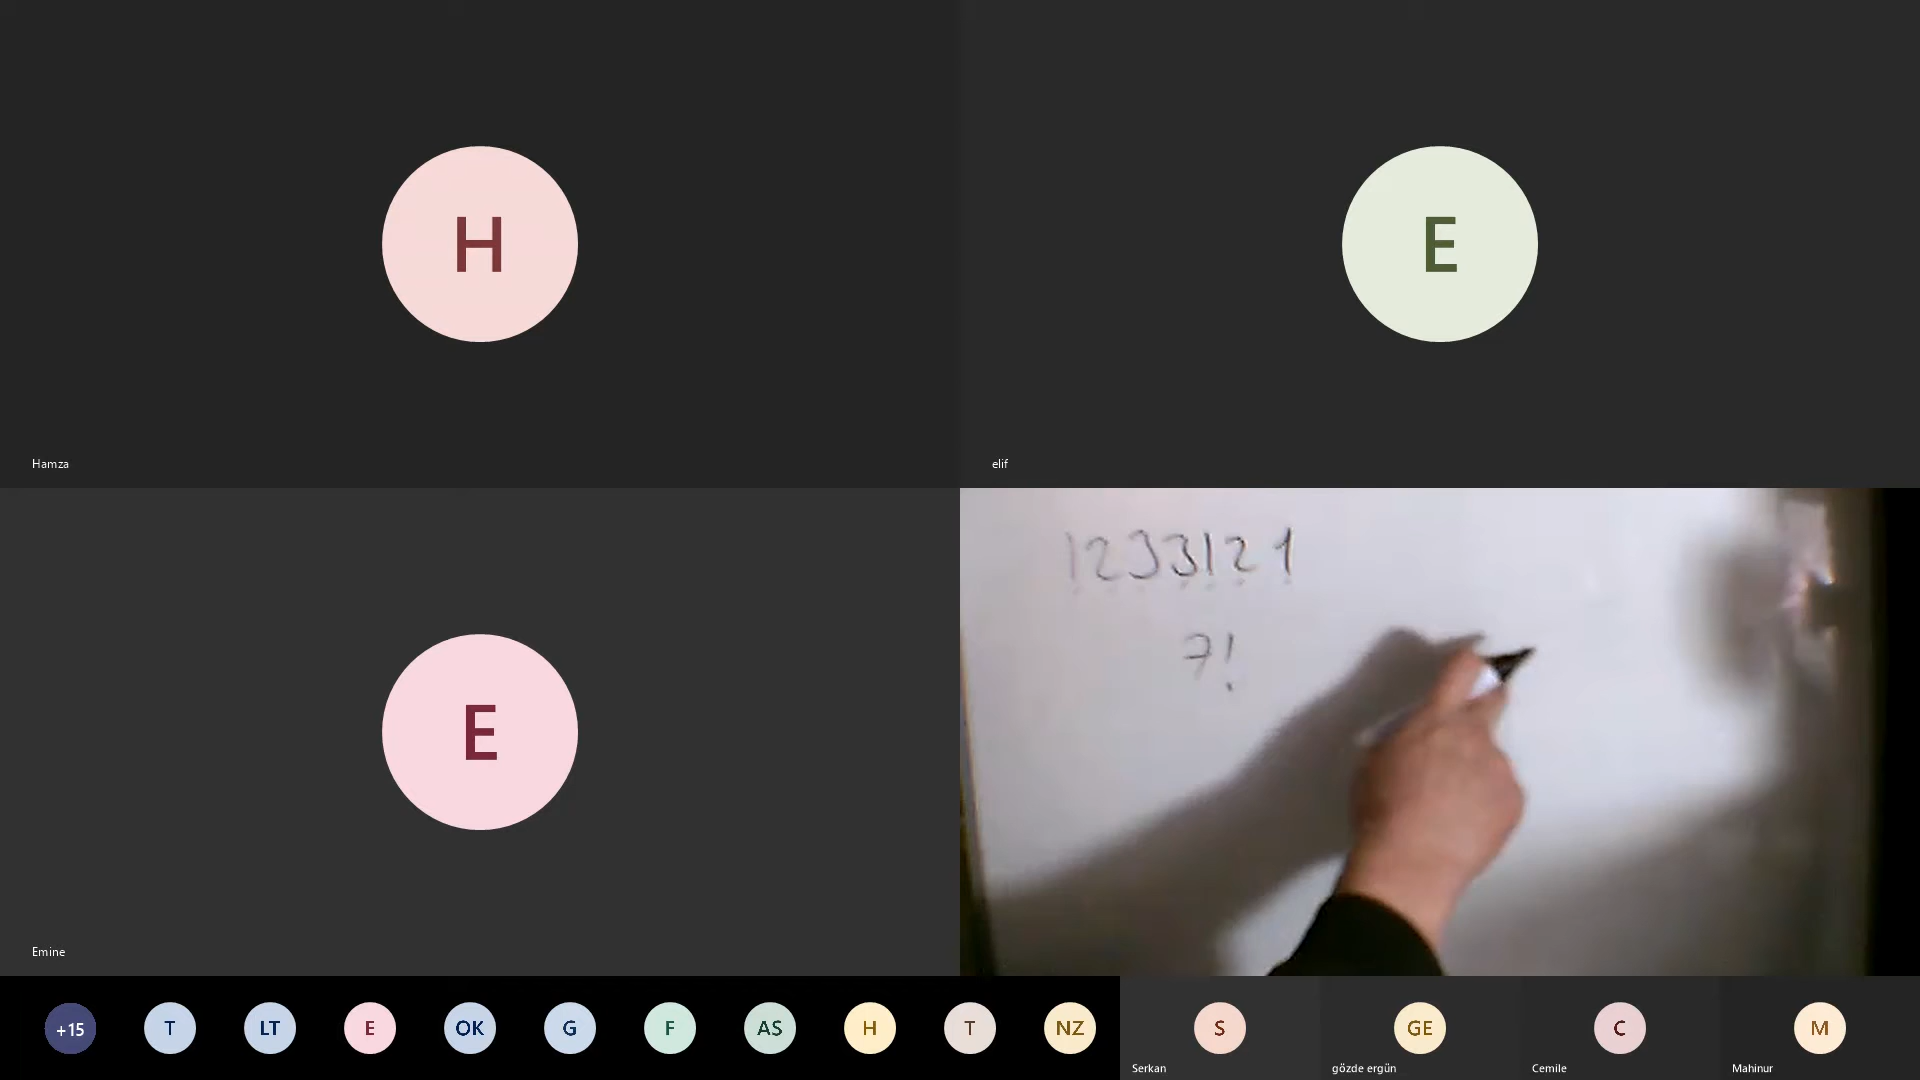 H
Hamza
E
elif
E
Emine
1233121
7!
+15
T
LT
E
OK
G
F
AS
H
T
NZ
S
Serkan
GE
gözde ergün
C
Cemile
M
Mahinur